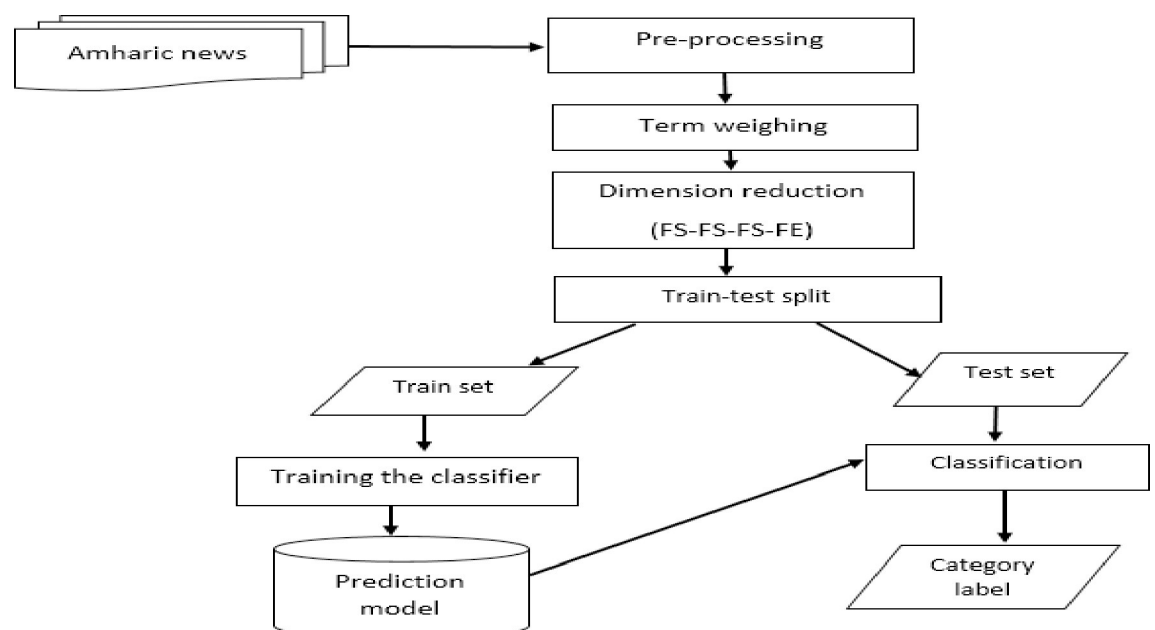 Amharic news
Pre-processing
Term weighing
Dimension reduction
(FS-FS-FS-FE)
Train-test split
Train set
Test set
Training the classifier
Classification
Prediction
model
Category
label